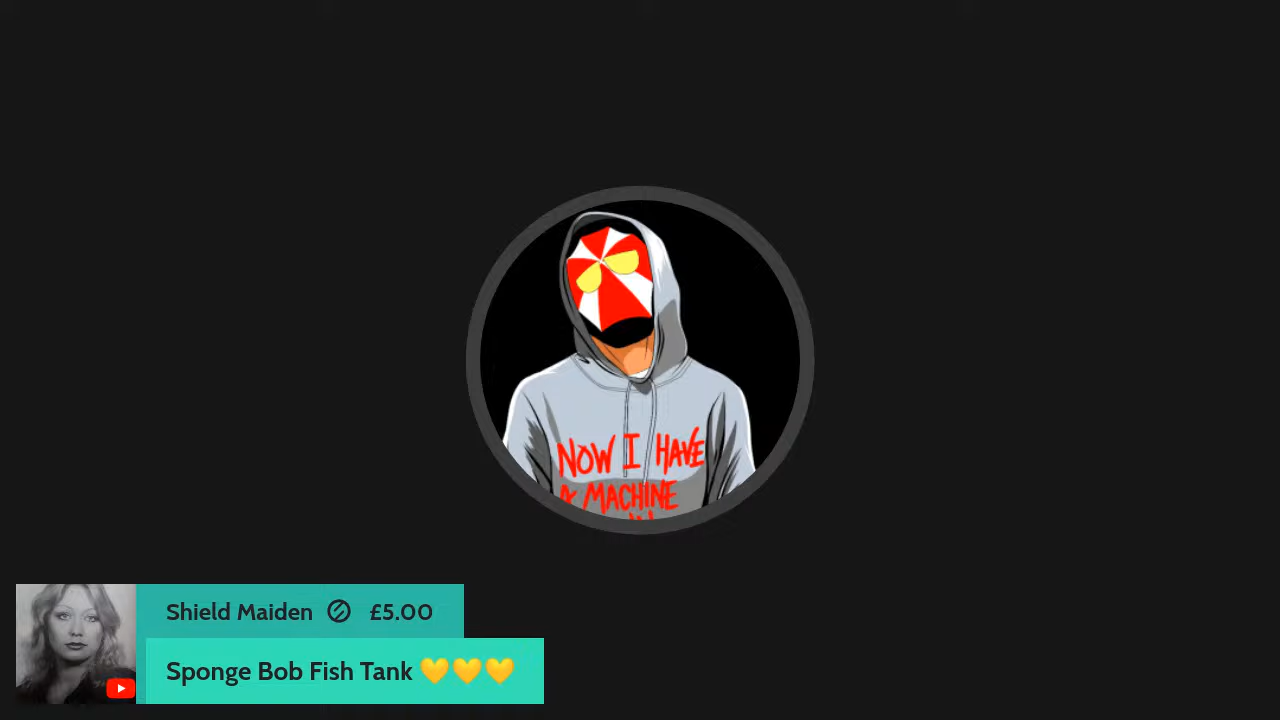 NOW I HAVE
A MACHINE
Shield Maiden £5.00
Sponge Bob Fish Tank 💛💛💛